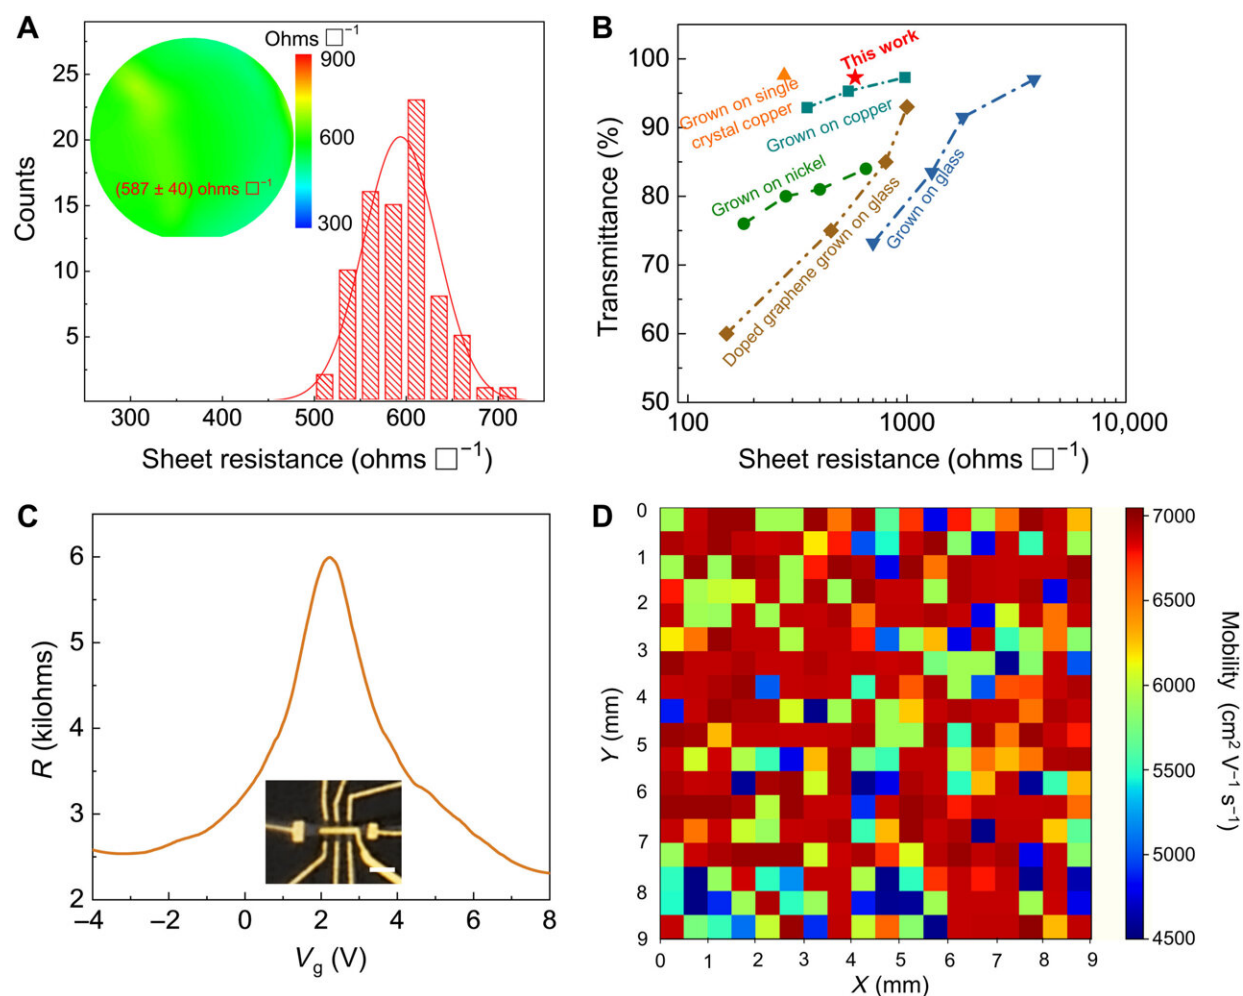 A
Ohms □⁻¹
900
600
300
(587 ± 40) ohms □⁻¹
25
20
15
10
5
Counts
300
400
500
600
700
Sheet resistance (ohms □⁻¹)
B
100
90
80
70
60
50
Transmittance (%)
This work
Grown on single
crystal copper
Grown on copper
Grown on nickel
Doped graphene grown on glass
Grown on glass
100
1000
10,000
Sheet resistance (ohms □⁻¹)
C
6
5
4
3
2
R (kilohms)
–4
–2
0
2
4
6
8
Vg (V)
D
0
1
2
3
4
5
6
7
8
9
Y (mm)
0
1
2
3
4
5
6
7
8
9
X (mm)
7000
6500
6000
5500
5000
4500
Mobility (cm² V⁻¹ s⁻¹)